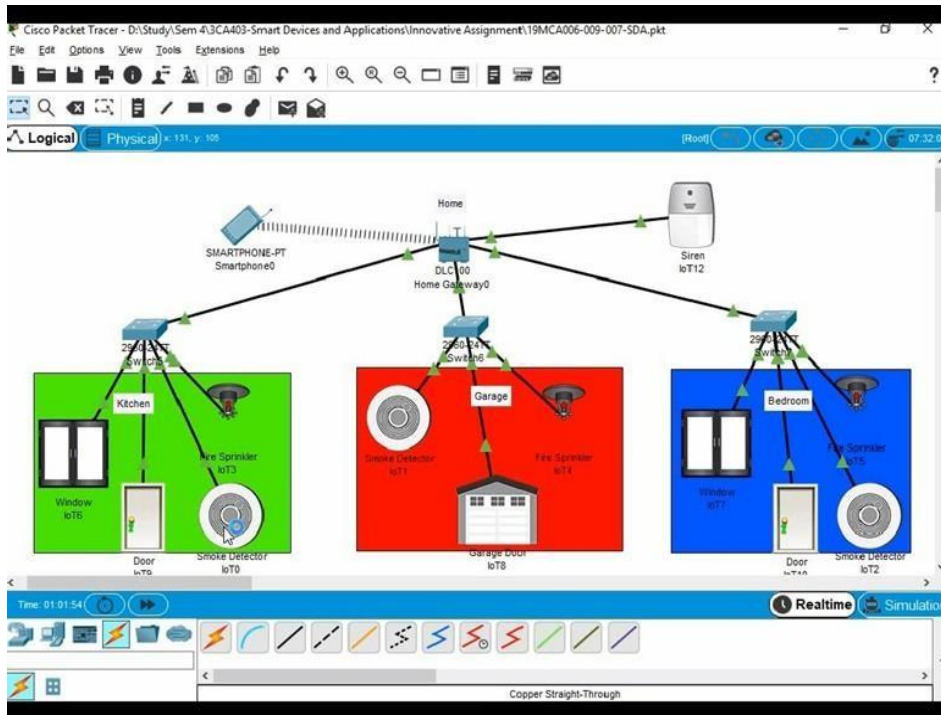 Cisco Packet Tracer - D:\Study\Sem 4\3CA403-Smart Devices and Applications\Innovative Assignment\19MCA006-009-007-SDA.pkt
File Edit Options View Tools Extensions Help
?
Logical Physical x: 131, y: 105 [Root] 07:32:0
Home
SMARTPHONE-PT
Smartphone0
Siren
IoT12
Home Gateway0
Switch6
Kitchen
Garage
Bedroom
Fire Sprinkler
IoT3
Smoke Detector
IoT1
Fire Sprinkler
IoT4
Fire Sprinkler
IoT5
Window
IoT6
Window
IoT7
Door
IoT9
Smoke Detector
IoT0
Garage Door
IoT8
Door
IoT10
Smoke Detector
IoT2
Time: 01:01:54
Realtime
Simulatio
Copper Straight-Through